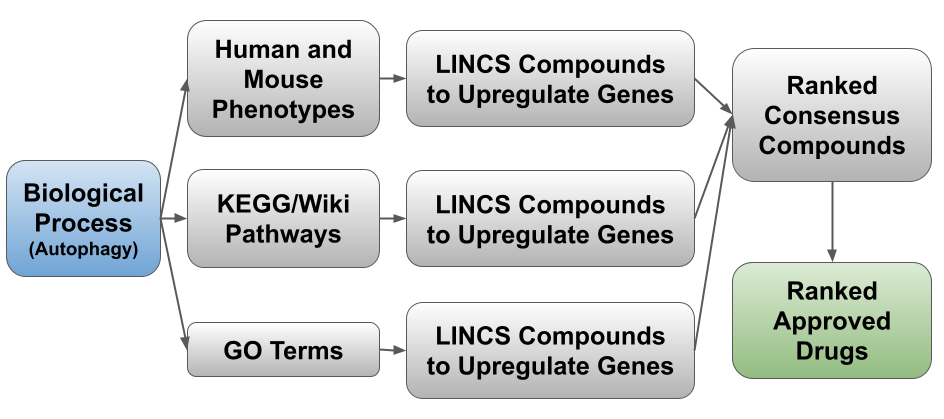 Biological
Process
(Autophagy)
Human and
Mouse
Phenotypes
LINCS Compounds
to Upregulate Genes
KEGG/Wiki
Pathways
LINCS Compounds
to Upregulate Genes
GO Terms
LINCS Compounds
to Upregulate Genes
Ranked
Consensus
Compounds
Ranked
Approved
Drugs